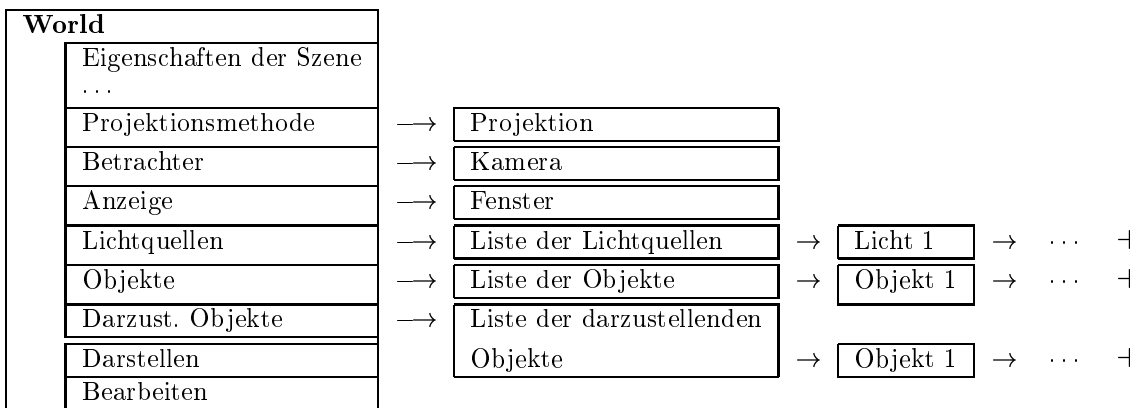 World
Eigenschaften der Szene
...
Projektionsmethode → Projektion
Betrachter → Kamera
Anzeige → Fenster
Lichtquellen → Liste der Lichtquellen → Licht 1 → ...
Objekte → Liste der Objekte → Objekt 1 → ...
Darzust. Objekte → Liste der darzustellenden
Darstellen Objekte → Objekt 1 → ...
Bearbeiten